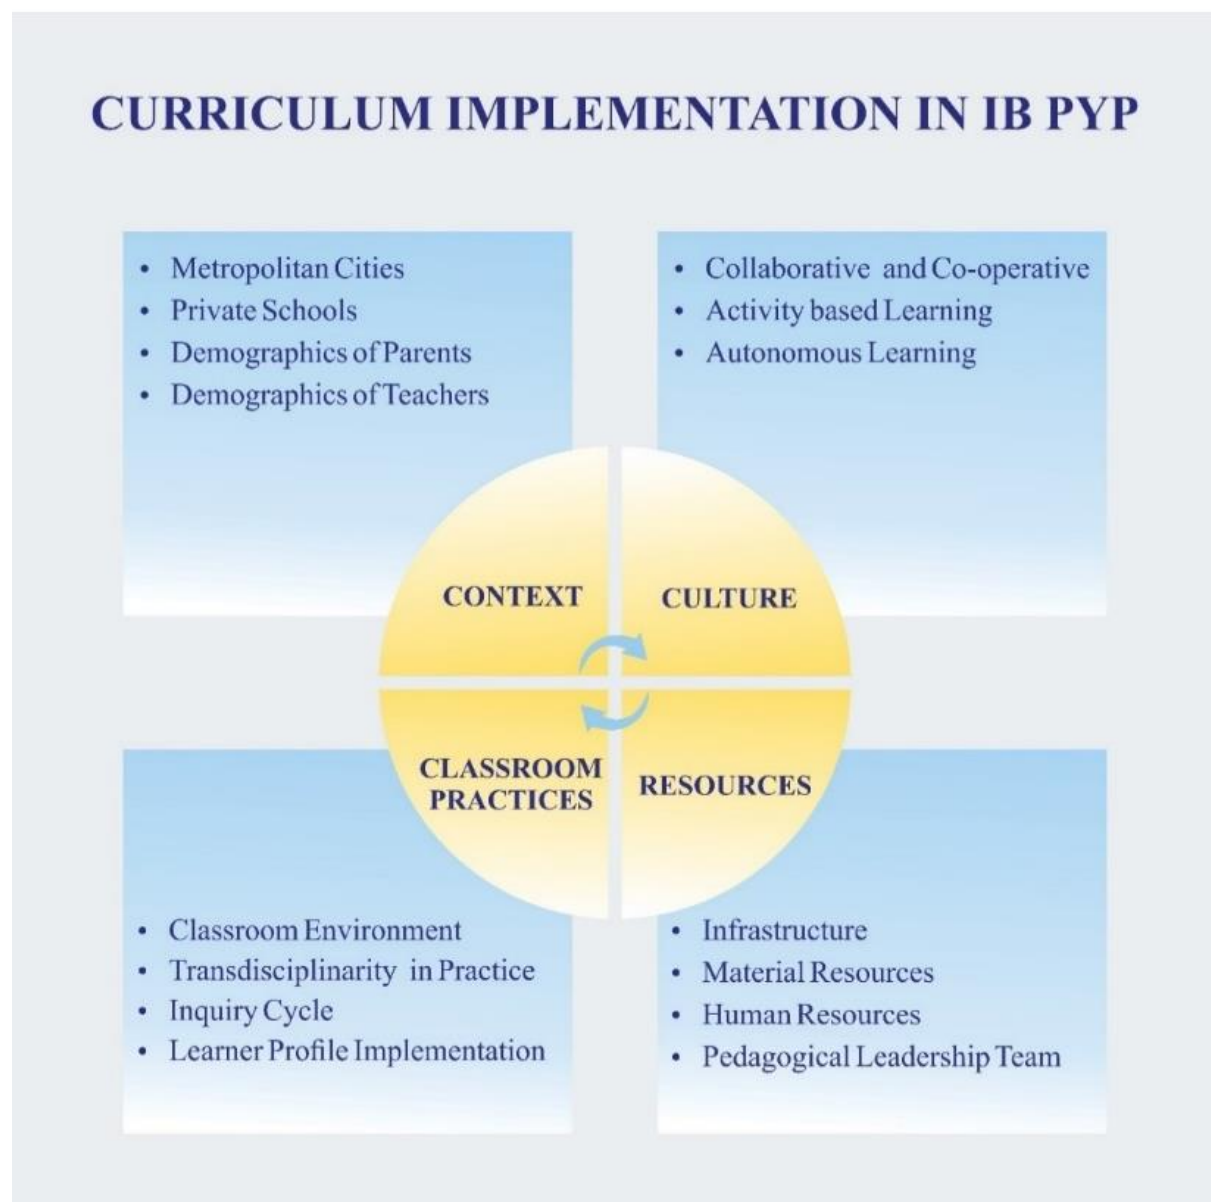 CURRICULUM IMPLEMENTATION IN IB PYP
• Metropolitan Cities
• Private Schools
• Demographics of Parents
• Demographics of Teachers
• Collaborative and Co-operative
• Activity based Learning
• Autonomous Learning
CONTEXT
CULTURE
CLASSROOM
PRACTICES
RESOURCES
• Classroom Environment
• Transdisciplinarity in Practice
• Inquiry Cycle
• Learner Profile Implementation
• Infrastructure
• Material Resources
• Human Resources
• Pedagogical Leadership Team